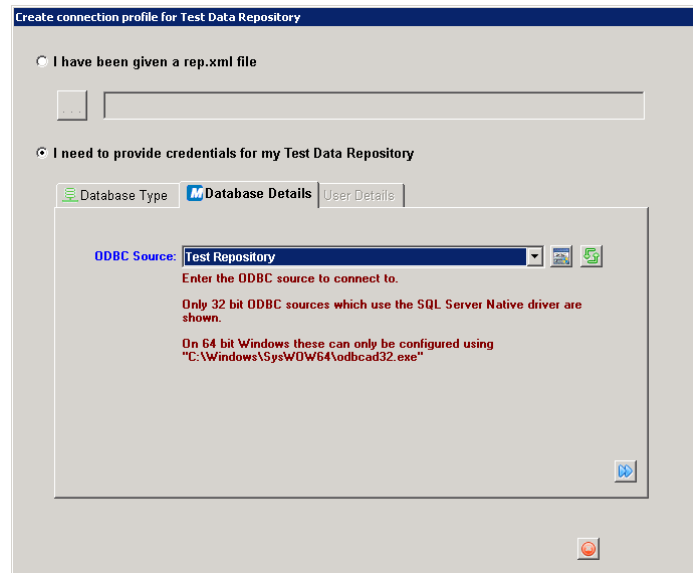 Create connection profile for Test Data Repository
I have been given a rep.xml file
...
I need to provide credentials for my Test Data Repository
Database Type
Database Details
User Details
ODBC Source:
Test Repository
Enter the ODBC source to connect to.
Only 32 bit ODBC sources which use the SQL Server Native driver are
shown.
On 64 bit Windows these can only be configured using
"C:\Windows\SysWOW64\odbcad32.exe"